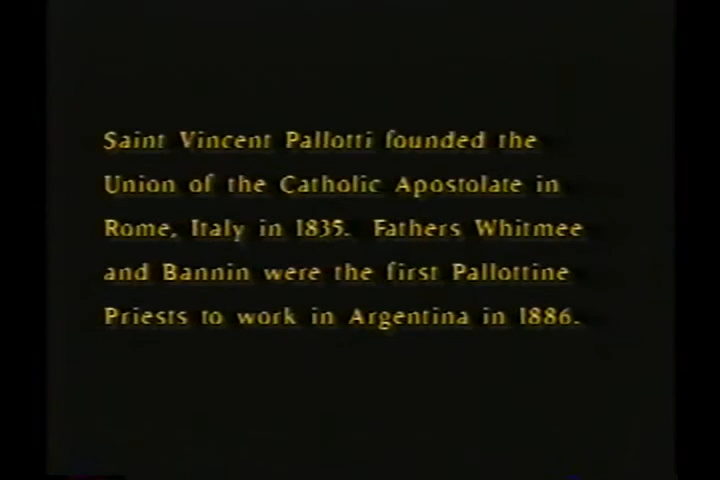 Saint Vincent Pallotti founded the
Union of the Catholic Apostolate in
Rome, Italy in 1835. Fathers Whitmee
and Bannin were the first Pallottine
Priests to work in Argentina in 1886.